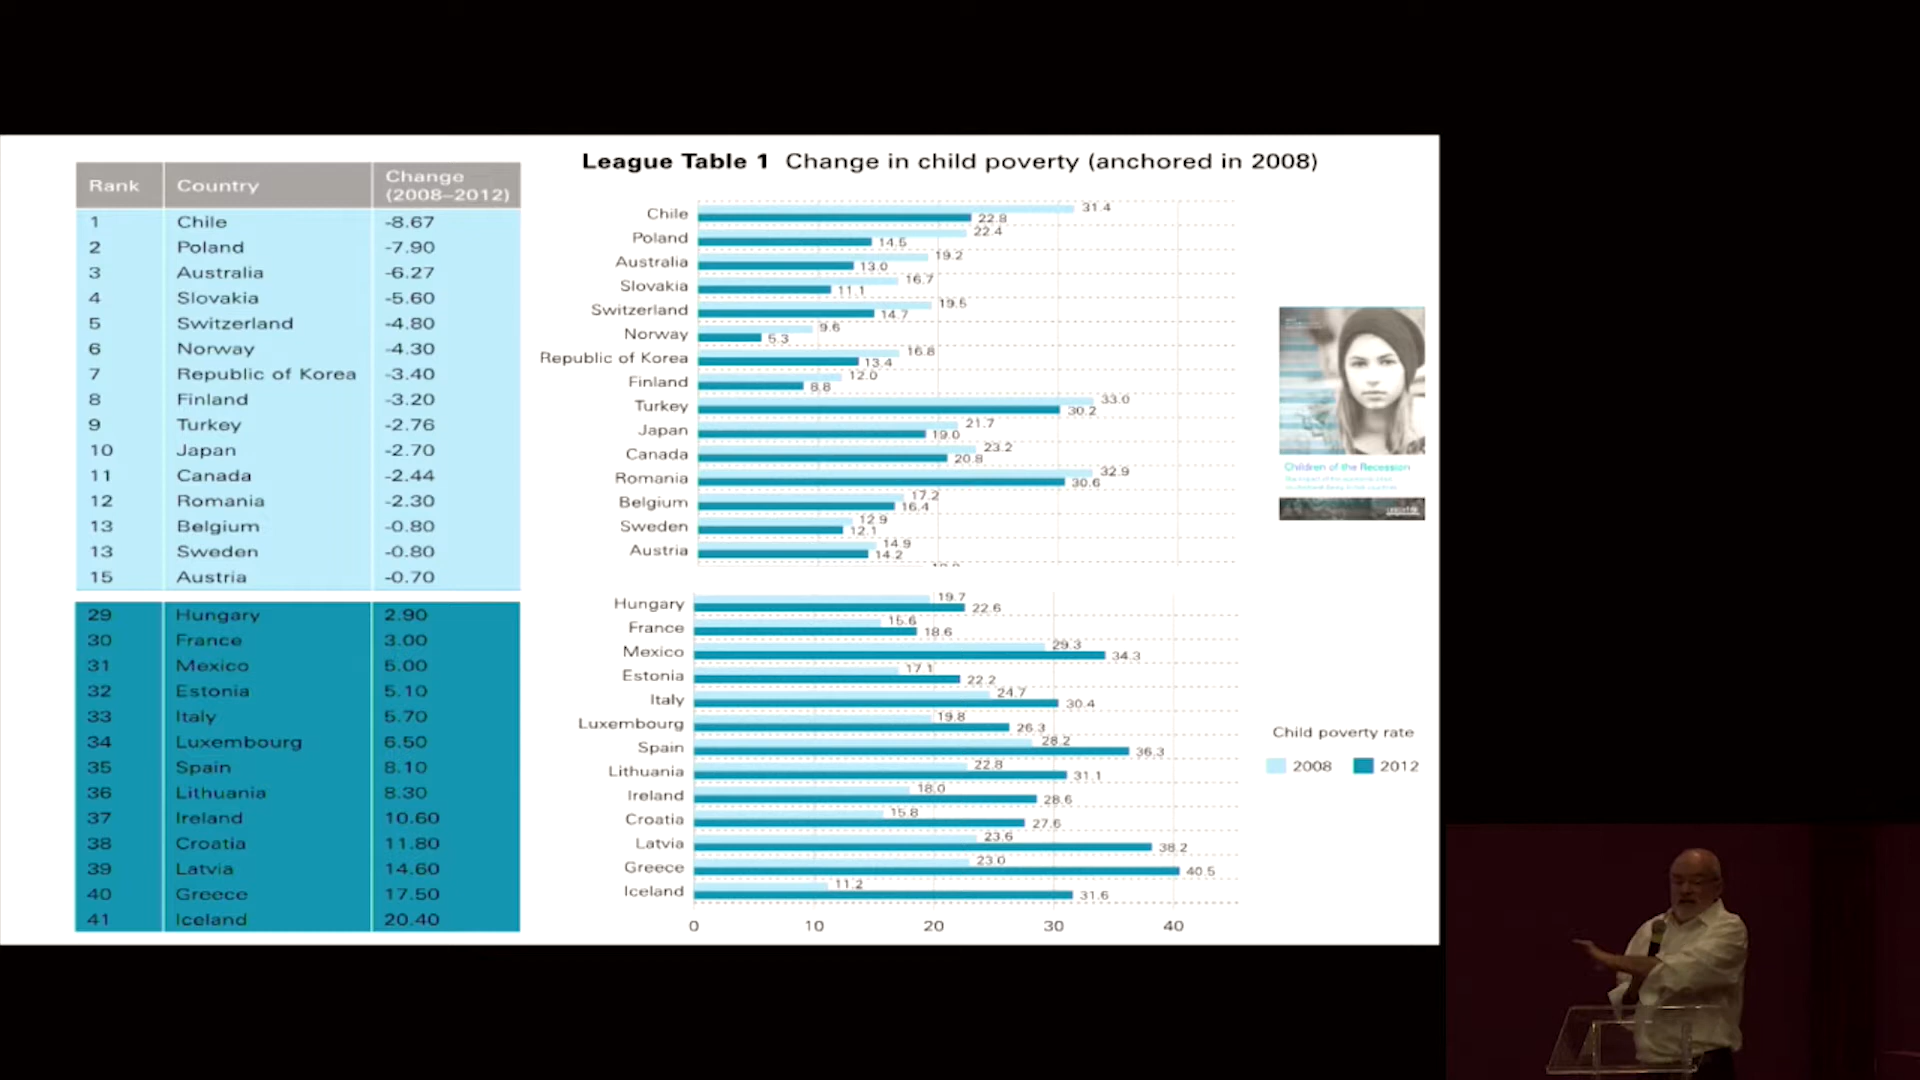 League Table 1 Change in child poverty (anchored in 2008)
Rank Country Change (2008–2012)
1 Chile -8.67
2 Poland -7.90
3 Australia -6.27
4 Slovakia -5.60
5 Switzerland -4.80
6 Norway -4.30
7 Republic of Korea -3.40
8 Finland -3.20
9 Turkey -2.76
10 Japan -2.70
11 Canada -2.44
12 Romania -2.30
13 Belgium -0.80
13 Sweden -0.80
15 Austria -0.70
29 Hungary 2.90
30 France 3.00
31 Mexico 5.00
32 Estonia 5.10
33 Italy 5.70
34 Luxembourg 6.50
35 Spain 8.10
36 Lithuania 8.30
37 Ireland 10.60
38 Croatia 11.80
39 Latvia 14.60
40 Greece 17.50
41 Iceland 20.40
Chile 31.4 22.8
Poland 22.4 14.5
Australia 19.2 13.0
Slovakia 16.7 11.1
Switzerland 19.5 14.7
Norway 9.6 5.3
Republic of Korea 16.8 13.4
Finland 12.0 8.8
Turkey 33.0 30.2
Japan 21.7 19.0
Canada 23.2 20.8
Romania 32.9 30.6
Belgium 17.2 16.4
Sweden 12.9 12.1
Austria 14.9 14.2
Hungary 19.7 22.6
France 15.6 18.6
Mexico 29.3 34.3
Estonia 17.1 22.2
Italy 24.7 30.4
Luxembourg 19.8 26.3
Spain 28.2 36.3
Lithuania 22.8 31.1
Ireland 18.0 28.6
Croatia 15.8 27.6
Latvia 23.6 38.2
Greece 23.0 40.5
Iceland 11.2 31.6
0 10 20 30 40
Children of the Recession
unicef
Child poverty rate
2008 2012